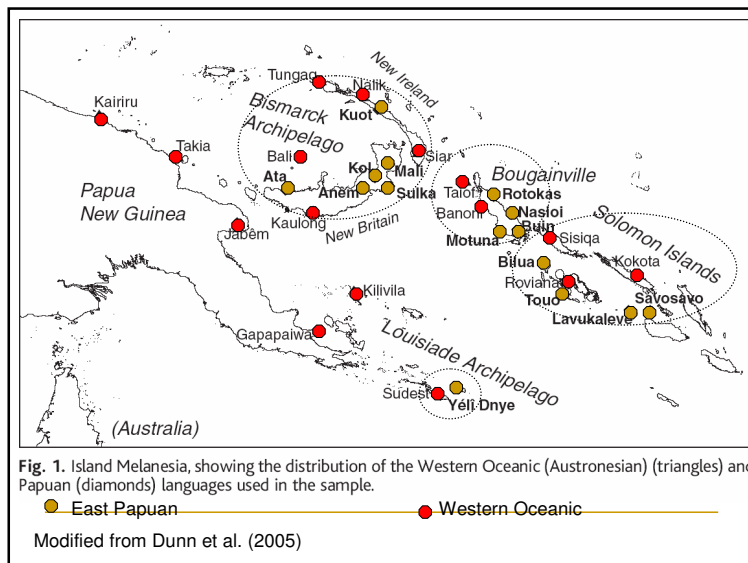 Tungag
Nalik
New Ireland
Kairiru
Bismarck
Archipelago
Kuot
Takia
Bali
Siar
Kol
Mali
Ata
Anem
Sulka
Papua
New Guinea
Kaulong
New Britain
Jabêm
Bougainville
Taiof
Rotokas
Banoni
Nasioi
Buin
Motuna
Solomon Islands
Sisiqa
Bilua
Kokota
Roviana
Touo
Savosavo
Lavukaleve
Kilivila
Gapapaiwa
Louisiade Archipelago
Sudest
Yélî Dnye
(Australia)
Fig. 1. Island Melanesia, showing the distribution of the Western Oceanic (Austronesian) (triangles) and
Papuan (diamonds) languages used in the sample.
East Papuan
Western Oceanic
Modified from Dunn et al. (2005)